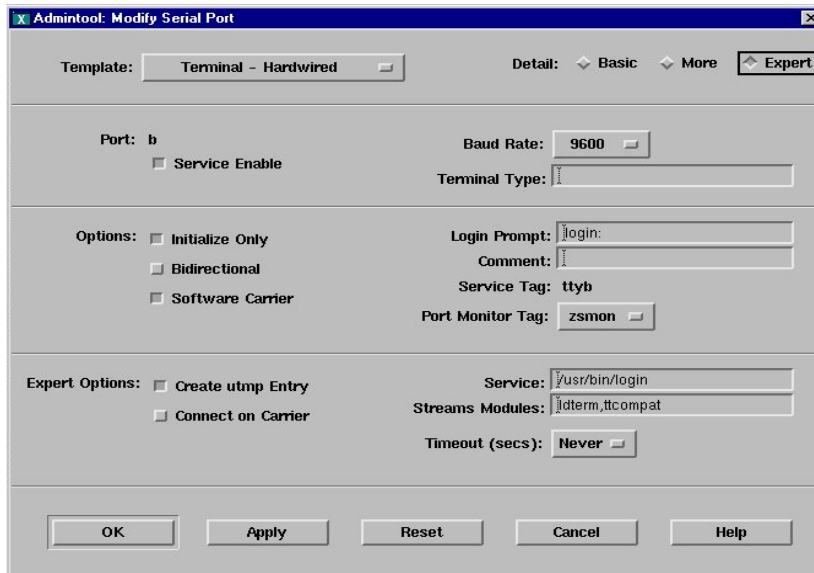 X Admintool: Modify Serial Port
Template: Terminal - Hardwired Detail: Basic More Expert
Port: b Baud Rate: 9600
Service Enable
Terminal Type:
Options: Initialize Only Login Prompt: login:
Bidirectional Comment:
Software Carrier Service Tag: ttyb
Port Monitor Tag: zsmon
Expert Options: Create utmp Entry Service: /usr/bin/login
Connect on Carrier Streams Modules: ldterm,ttcompat
Timeout (secs): Never
OK Apply Reset Cancel Help